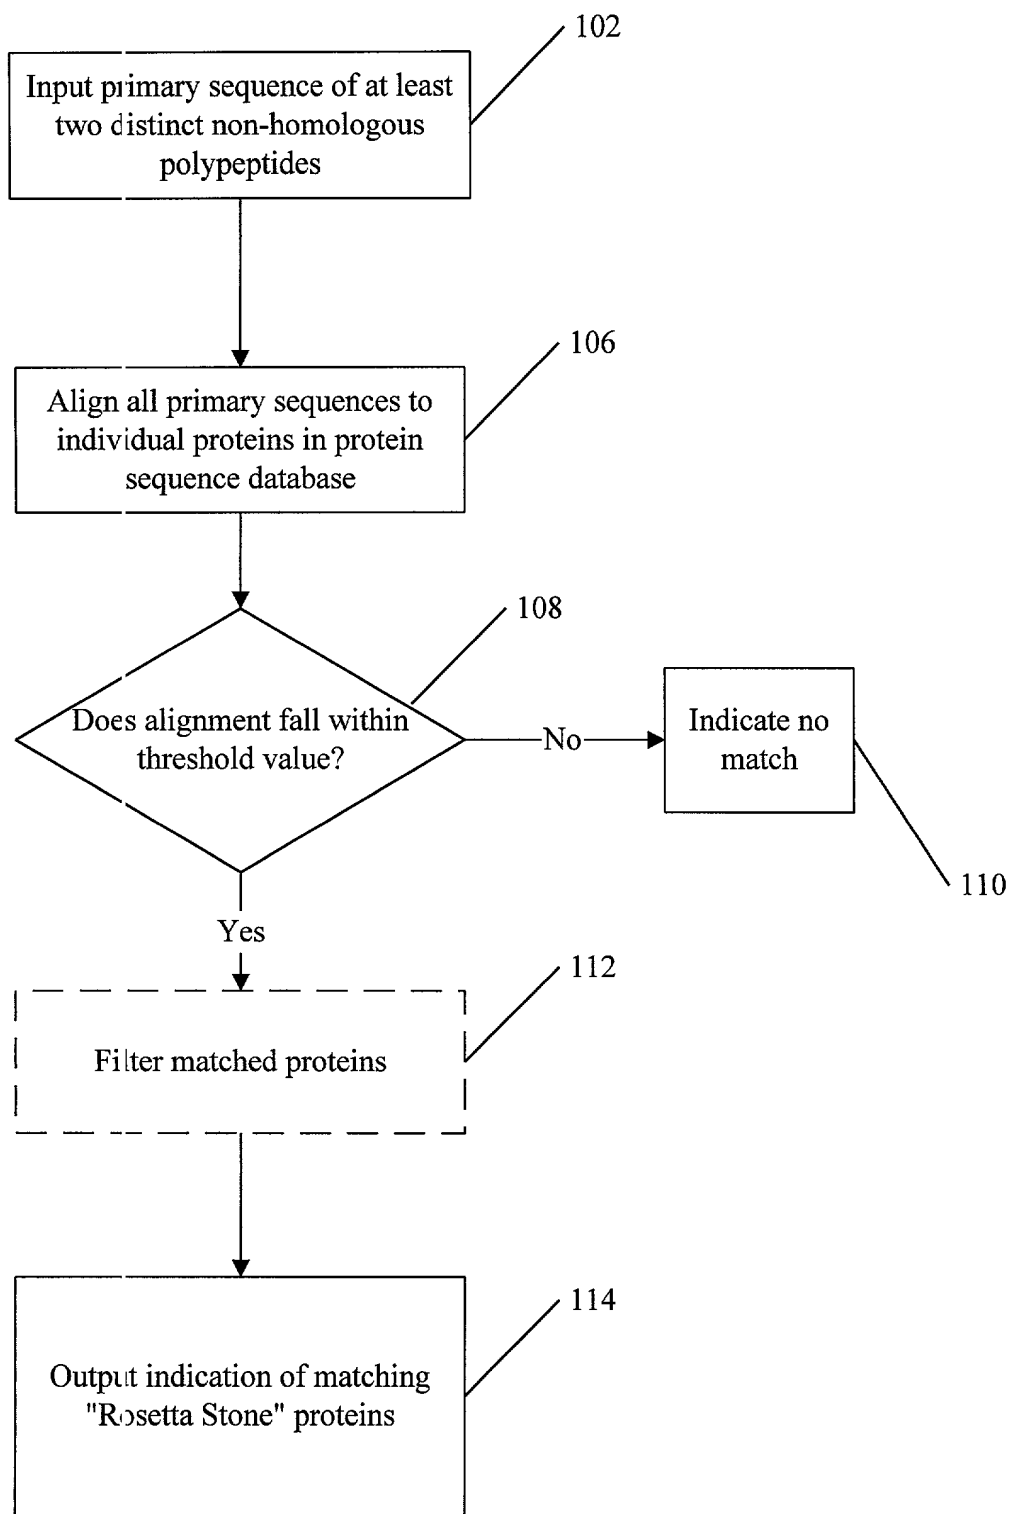 102
Input primary sequence of at least
two distinct non-homologous
polypeptides
106
Align all primary sequences to
individual proteins in protein
sequence database
108
Does alignment fall within
threshold value?
No
Indicate no
match
110
Yes
112
Filter matched proteins
114
Output indication of matching
"Rosetta Stone" proteins